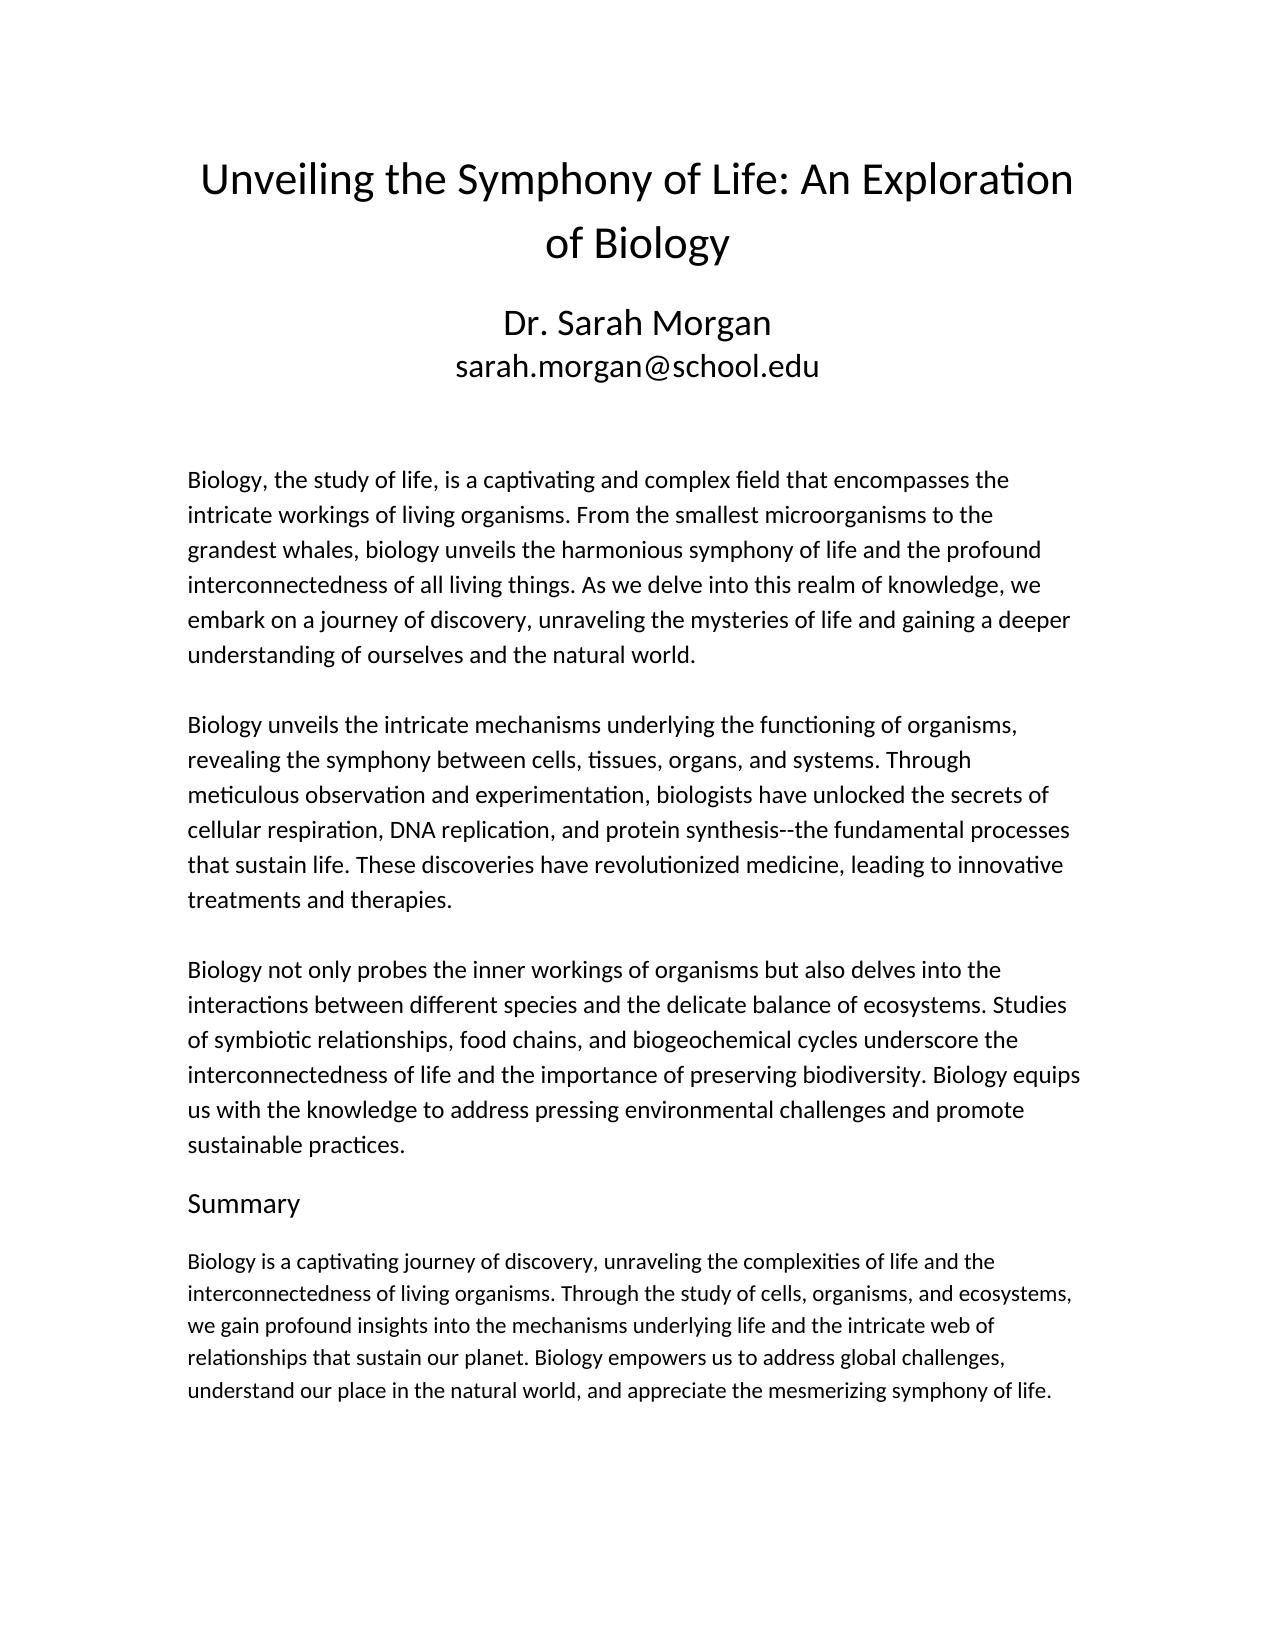 Unveiling the Symphony of Life: An Exploration
of Biology
Dr. Sarah Morgan
sarah.morgan@school.edu
Biology, the study of life, is a captivating and complex field that encompasses the
intricate workings of living organisms. From the smallest microorganisms to the
grandest whales, biology unveils the harmonious symphony of life and the profound
interconnectedness of all living things. As we delve into this realm of knowledge, we
embark on a journey of discovery, unraveling the mysteries of life and gaining a deeper
understanding of ourselves and the natural world.
Biology unveils the intricate mechanisms underlying the functioning of organisms,
revealing the symphony between cells, tissues, organs, and systems. Through
meticulous observation and experimentation, biologists have unlocked the secrets of
cellular respiration, DNA replication, and protein synthesis--the fundamental processes
that sustain life. These discoveries have revolutionized medicine, leading to innovative
treatments and therapies.
Biology not only probes the inner workings of organisms but also delves into the
interactions between different species and the delicate balance of ecosystems. Studies
of symbiotic relationships, food chains, and biogeochemical cycles underscore the
interconnectedness of life and the importance of preserving biodiversity. Biology equips
us with the knowledge to address pressing environmental challenges and promote
sustainable practices.
Summary
Biology is a captivating journey of discovery, unraveling the complexities of life and the
interconnectedness of living organisms. Through the study of cells, organisms, and ecosystems,
we gain profound insights into the mechanisms underlying life and the intricate web of
relationships that sustain our planet. Biology empowers us to address global challenges,
understand our place in the natural world, and appreciate the mesmerizing symphony of life.